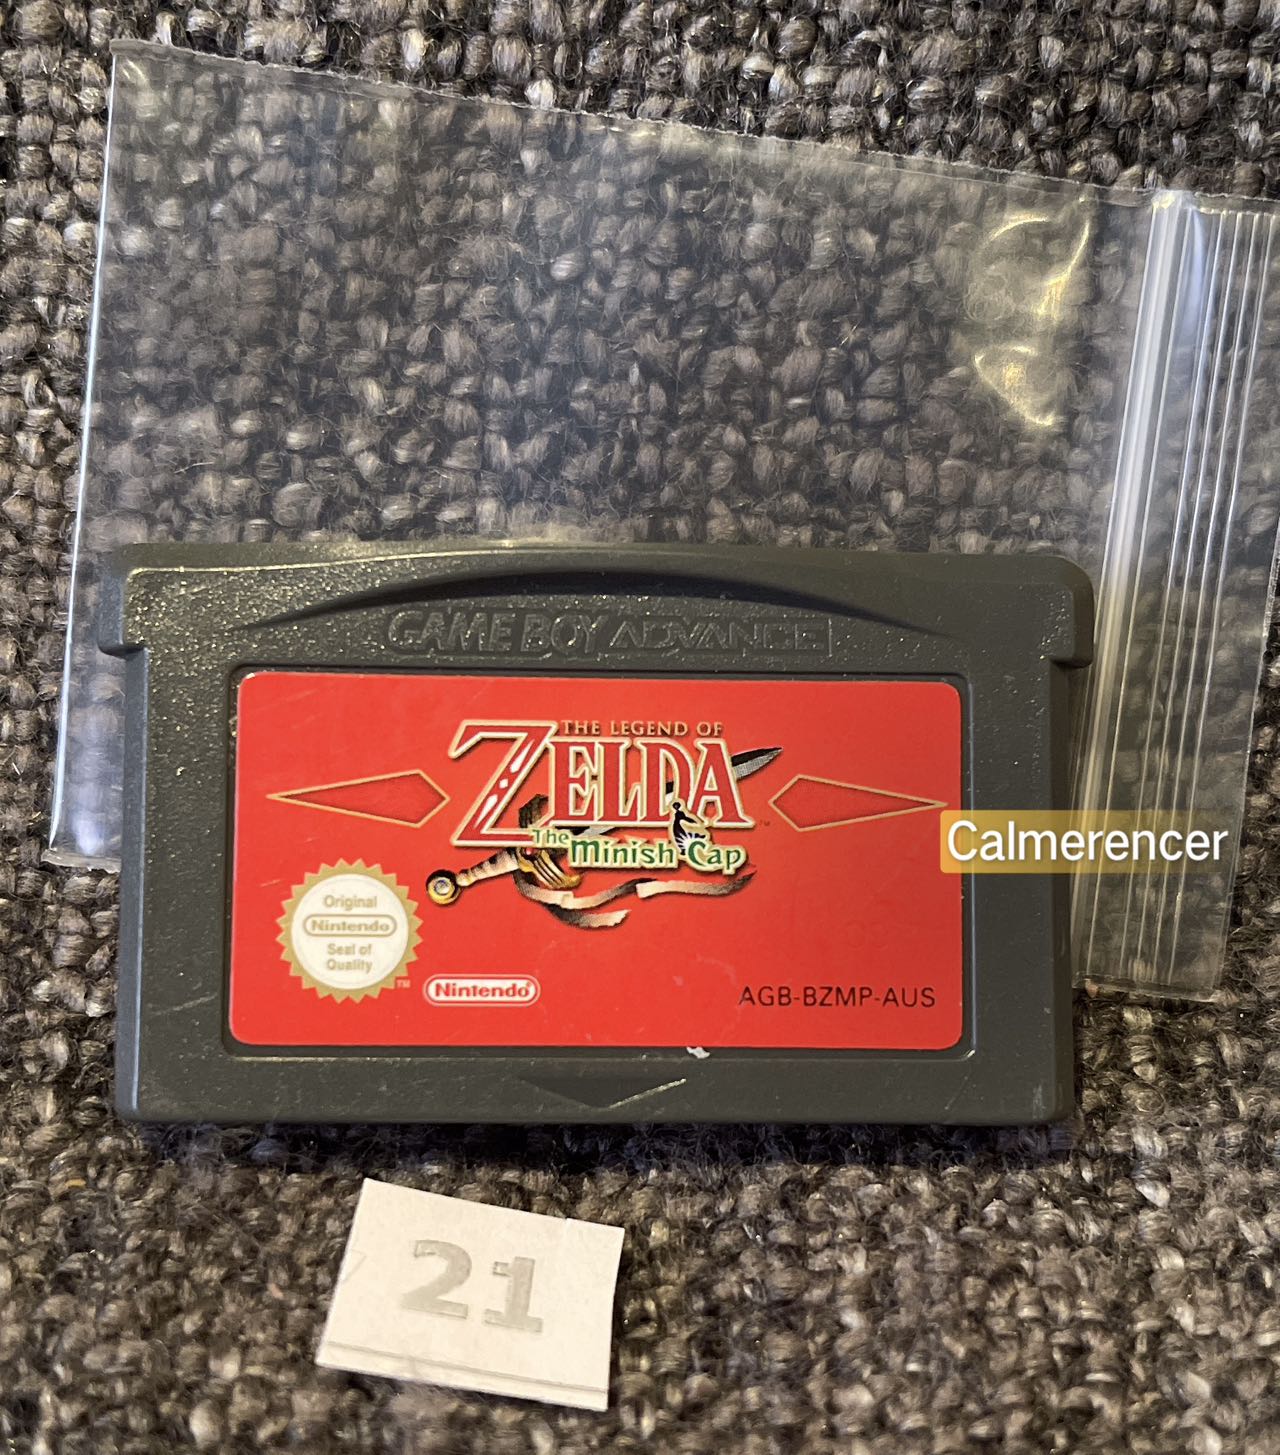 GAME BOY ADVANCE
THE LEGEND OF
ZELDA
The Minish Cap
Calmerencer
Original
Nintendo
Seal of
Quality
TM
Nintendo
AGB-BZMP-AUS
21